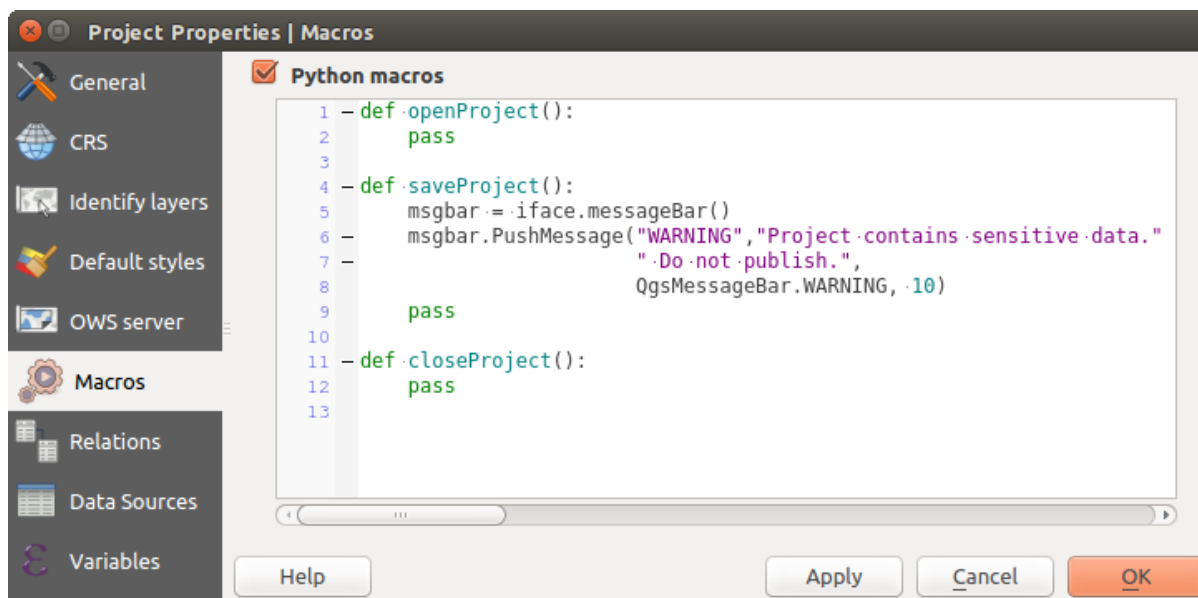 Project Properties | Macros
General
CRS
Identify layers
Default styles
OWS server
Macros
Relations
Data Sources
Variables
Python macros
1 def openProject():
2 pass
3
4 def saveProject():
5 msgbar = iface.messageBar()
6 msgbar.PushMessage("WARNING","Project contains sensitive data."
7 " Do not publish.",
8 QgsMessageBar.WARNING, 10)
9 pass
10
11 def closeProject():
12 pass
13
Help Apply Cancel OK